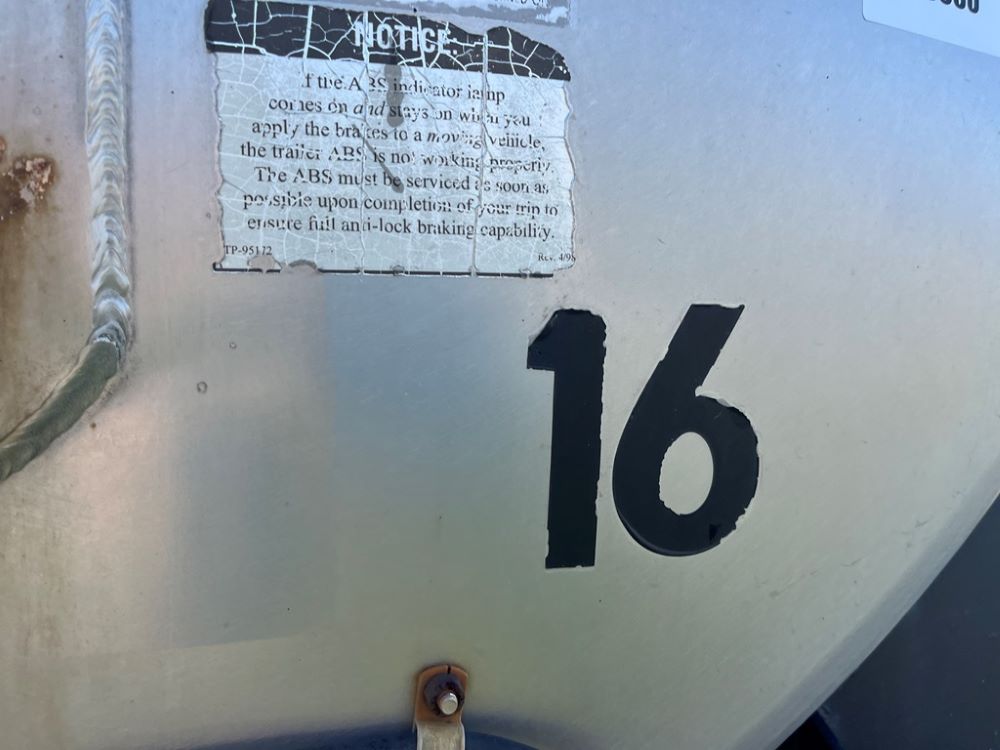 NOTICE:
If the ABS indicator lamp
comes on and stays on when you
apply the brakes to a moving vehicle,
the trailer ABS is not working properly.
The ABS must be serviced as soon as
possible upon completion of your trip to
ensure full anti-lock braking capability.
TP-95172 Rev. 4/98
16